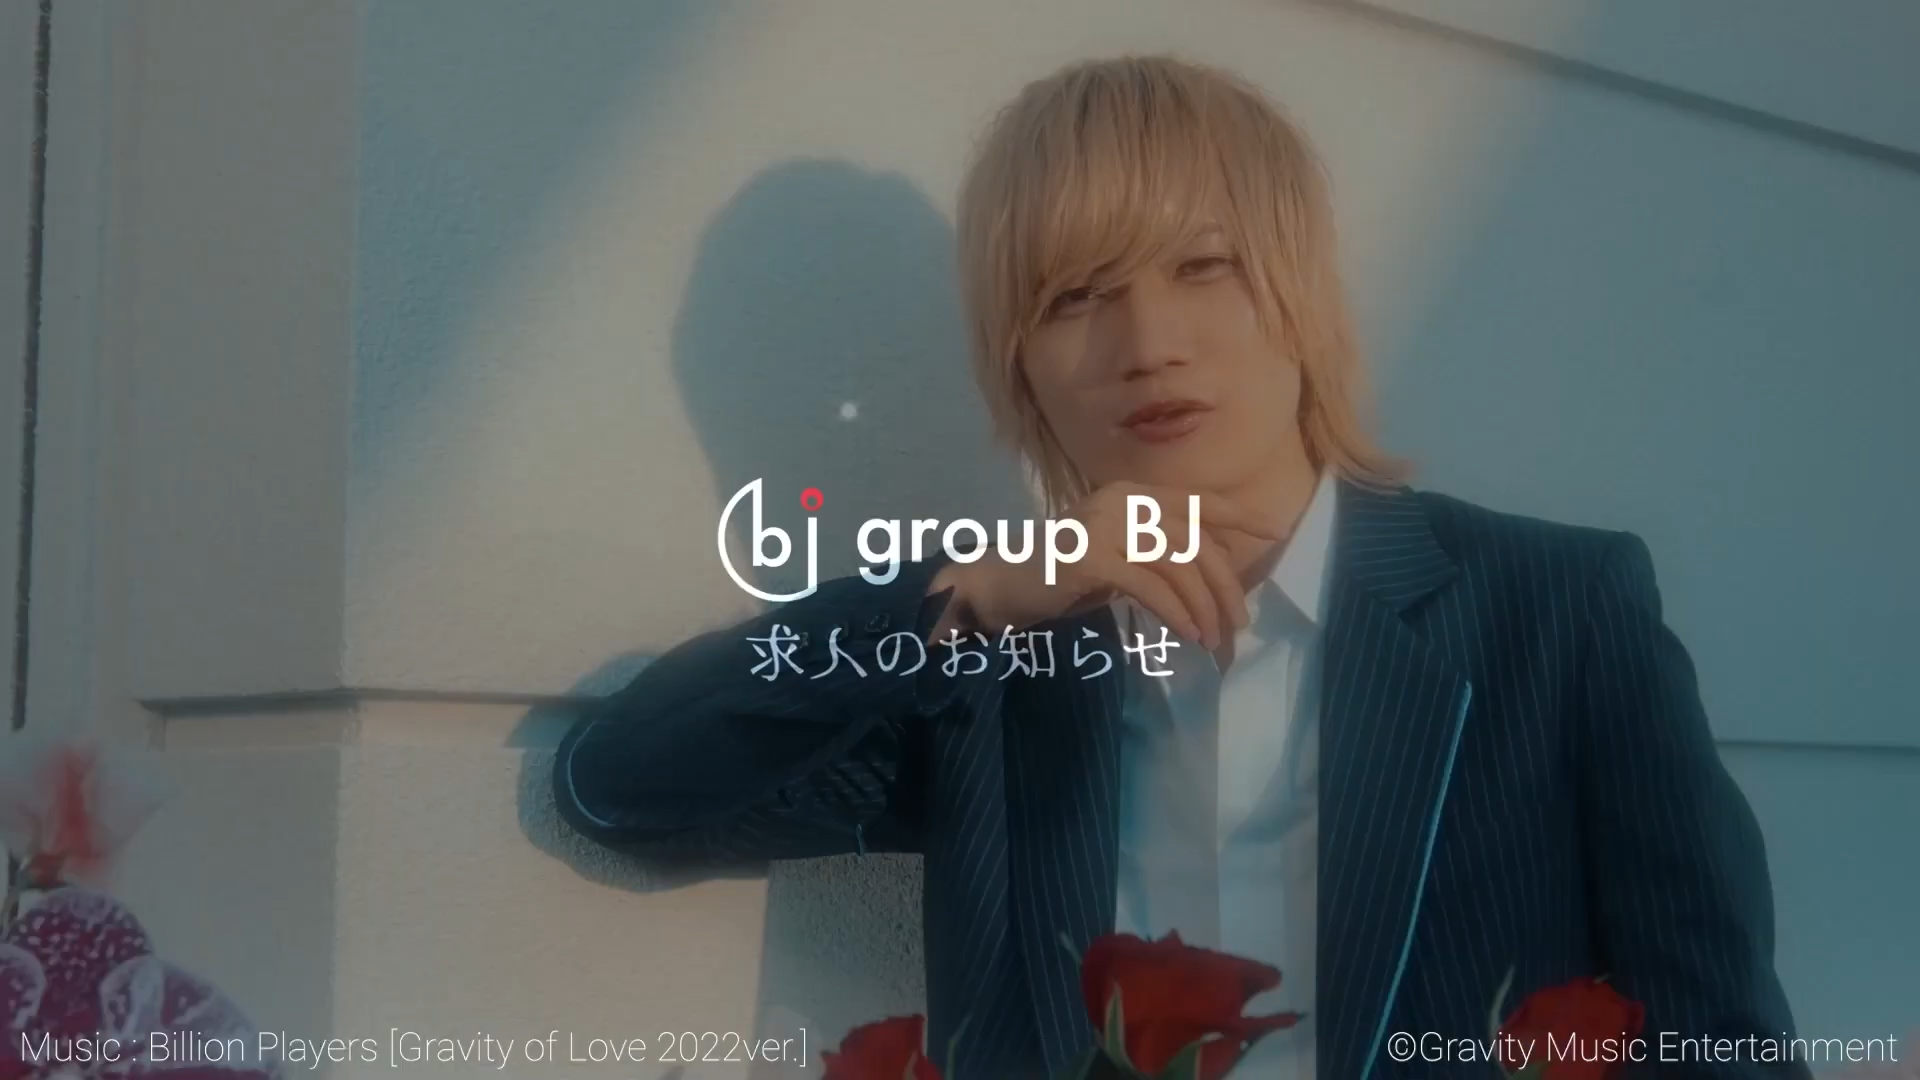 bj group BJ
求人のお知らせ
Music : Billion Players [Gravity of Love 2022ver.]
©Gravity Music Entertainment